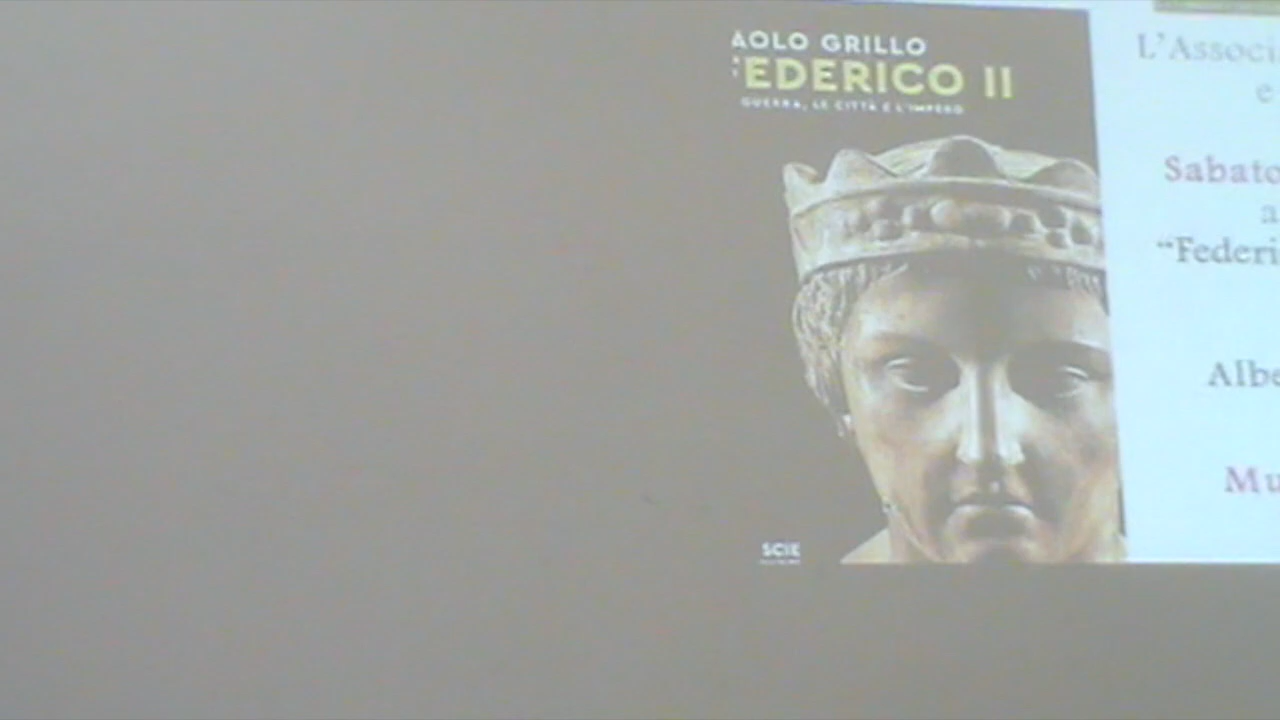 AOLO GRILLO
EDERICO II
GUERRA, LE CITTÀ E L'IMPERO
SCIE
L'Associ
e
Sabato
a
“Federi
Albe
Mu